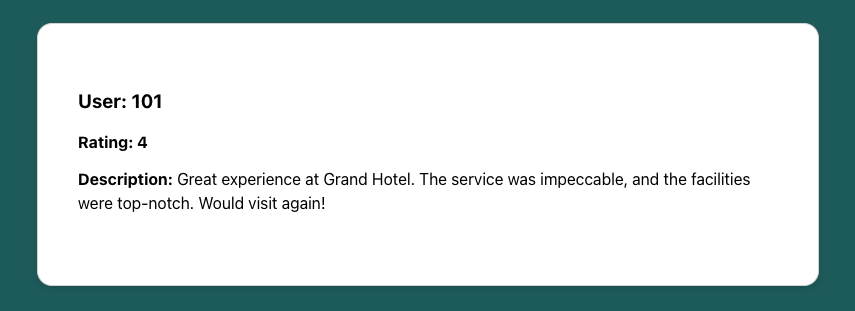 User: 101
Rating: 4
Description: Great experience at Grand Hotel. The service was impeccable, and the facilities
were top-notch. Would visit again!